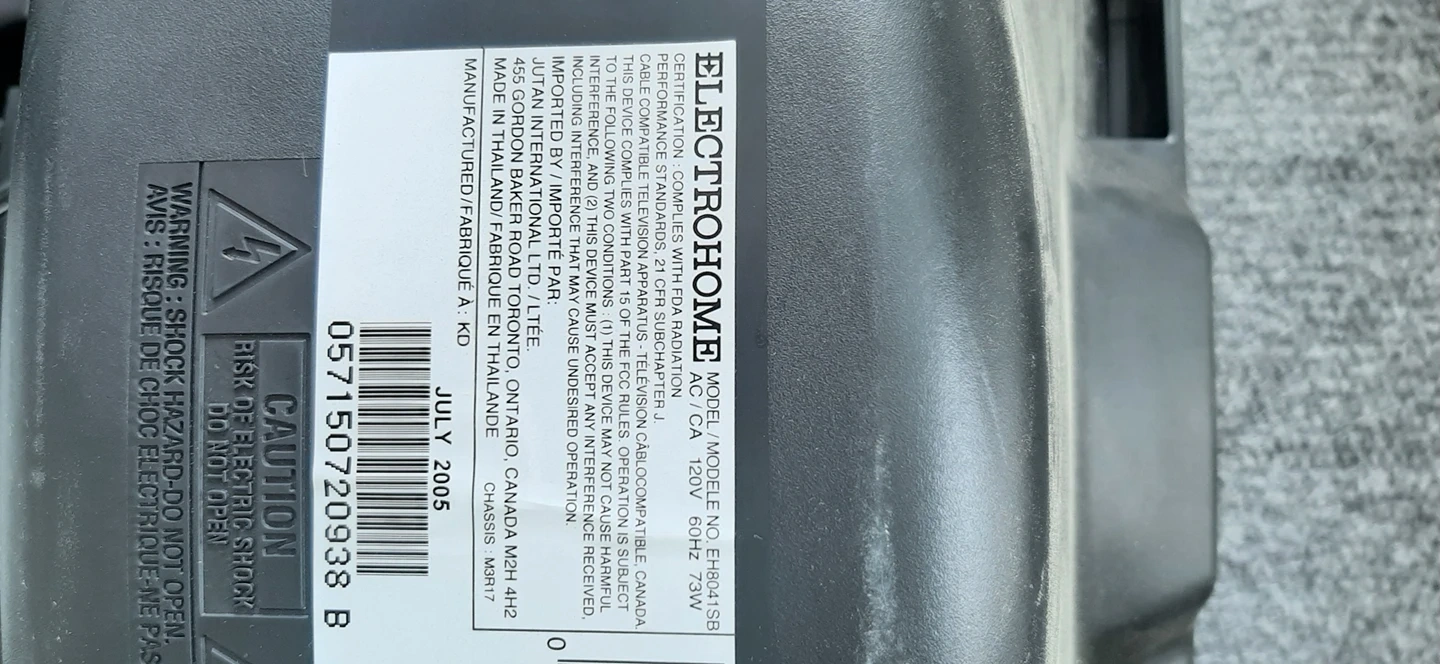 ELECTROHOME MODEL / MODELE NO. EH8041SB
AC / CA 120V 60Hz 73W
CERTIFICATION : COMPLIES WITH FDA RADIATION
PERFORMANCE STANDARDS, 21 CFR SUBCHAPTER J.
CABLE COMPATIBLE TELEVISION APPARATUS - TÉLÉVISION CÂBLOCOMPATIBLE, CANADA.
THIS DEVICE COMPLIES WITH PART 15 OF THE FCC RULES. OPERATION IS SUBJECT
TO THE FOLLOWING TWO CONDITIONS : (1) THIS DEVICE MAY NOT CAUSE HARMFUL
INTERFERENCE, AND (2) THIS DEVICE MUST ACCEPT ANY INTERFERENCE RECEIVED,
INCLUDING INTERFERENCE THAT MAY CAUSE UNDESIRED OPERATION.
IMPORTED BY / IMPORTÉ PAR:
JUTAN INTERNATIONAL LTD. / LTÉE.
455 GORDON BAKER ROAD TORONTO, ONTARIO, CANADA M2H 4H2
MADE IN THAILAND / FABRIQUE EN THAILANDE CHASSIS : M3R17
MANUFACTURED / FABRIQUÉ À : KD
JULY 2005
057150720938 B
0
CAUTION
RISK OF ELECTRIC SHOCK
DO NOT OPEN
WARNING : SHOCK HAZARD-DO NOT OPEN.
AVIS : RISQUE DE CHOC ELECTRIQUE-NE PAS